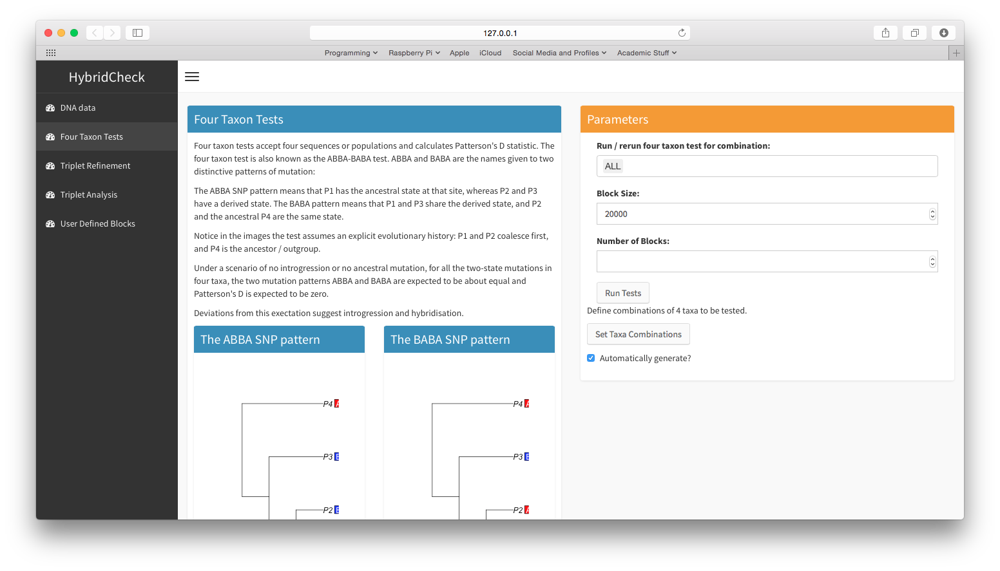 127.0.0.1
Programming Raspberry Pi Apple iCloud Social Media and Profiles Academic Stuff
HybridCheck
DNA data
Four Taxon Tests
Triplet Refinement
Triplet Analysis
User Defined Blocks
Four Taxon Tests
Four taxon tests accept four sequences or populations and calculates Patterson's D statistic. The
four taxon test is also known as the ABBA-BABA test. ABBA and BABA are the names given to two
distinctive patterns of mutation:
The ABBA SNP pattern means that P1 has the ancestral state at that site, whereas P2 and P3
have a derived state. The BABA pattern means that P1 and P3 share the derived state, and P2
and the ancestral P4 are the same state.
Notice in the images the test assumes an explicit evolutionary history: P1 and P2 coalesce first,
and P4 is the ancestor / outgroup.
Under a scenario of no introgression or no ancestral mutation, for all the two-state mutations in
four taxa, the two mutation patterns ABBA and BABA are expected to be about equal and
Patterson's D is expected to be zero.
Deviations from this exectation suggest introgression and hybridisation.
The ABBA SNP pattern
P4 A
P3 B
P2 B
The BABA SNP pattern
P4 A
P3 B
P2 A
Parameters
Run / rerun four taxon test for combination:
ALL
Block Size:
20000
Number of Blocks:
Run Tests
Define combinations of 4 taxa to be tested.
Set Taxa Combinations
Automatically generate?